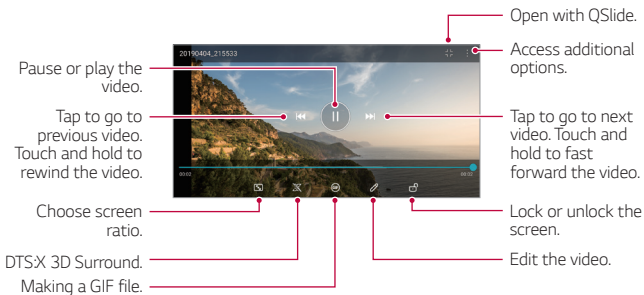 Open with QSlide.
20190404_215533
Access additional
options.
Pause or play the
video.
Tap to go to
previous video.
Touch and hold to
rewind the video.
Tap to go to next
video. Touch and
hold to fast
forward the video.
00:02
00:02
GIF
Choose screen
ratio.
Lock or unlock the
screen.
DTS:X 3D Surround.
Edit the video.
Making a GIF file.